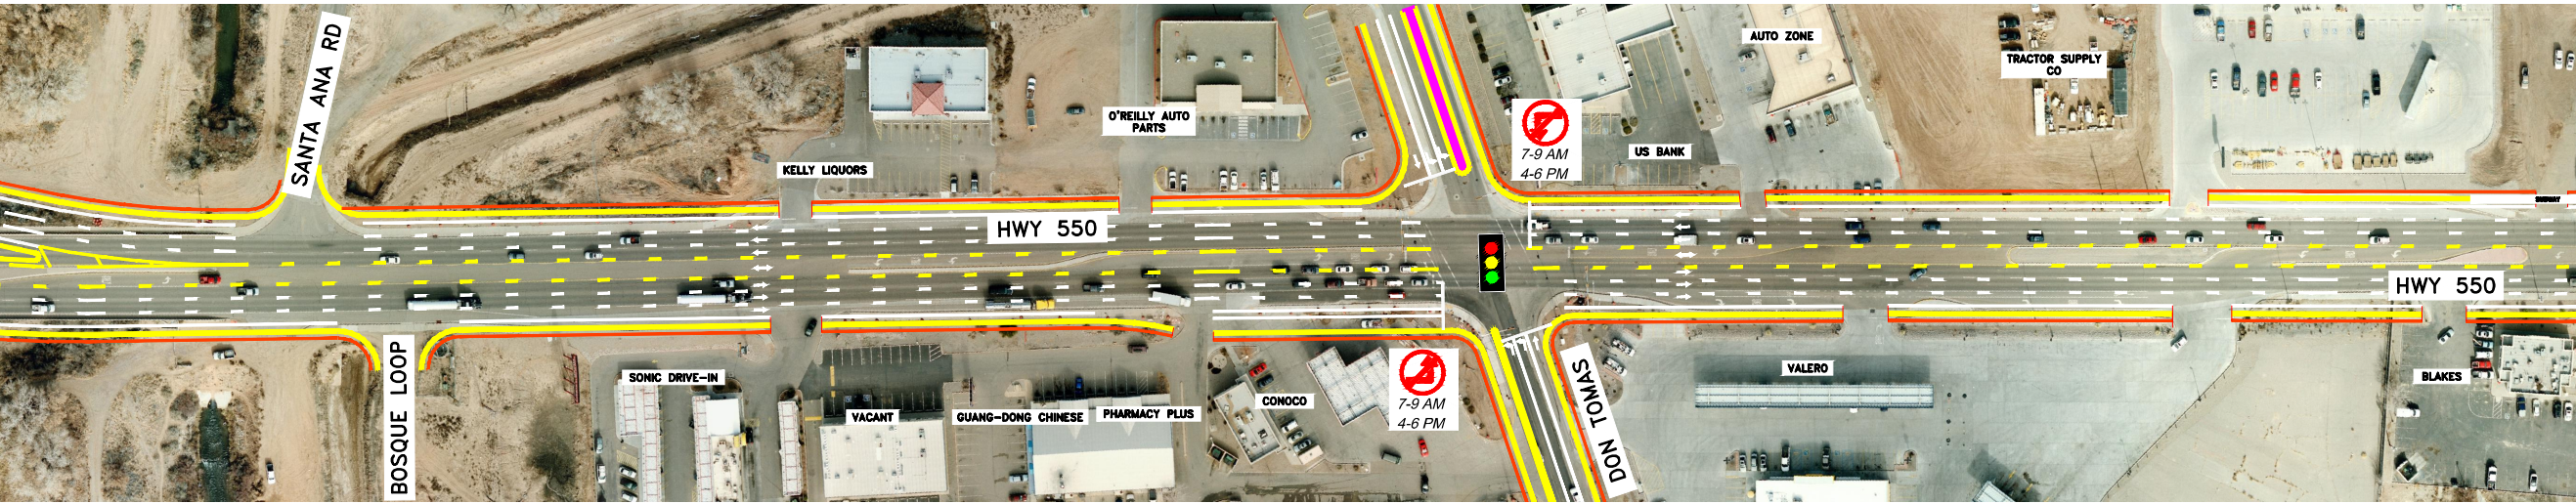 SANTA ANA RD
KELLY LIQUORS
O'REILLY AUTO
PARTS
7-9 AM
4-6 PM
US BANK
AUTO ZONE
TRACTOR SUPPLY
CO
SUBWAY
HWY 550
HWY 550
BOSQUE LOOP
SONIC DRIVE-IN
VACANT
GUANG-DONG CHINESE
PHARMACY PLUS
CONOCO
7-9 AM
4-6 PM
DON TOMAS
VALERO
BLAKES